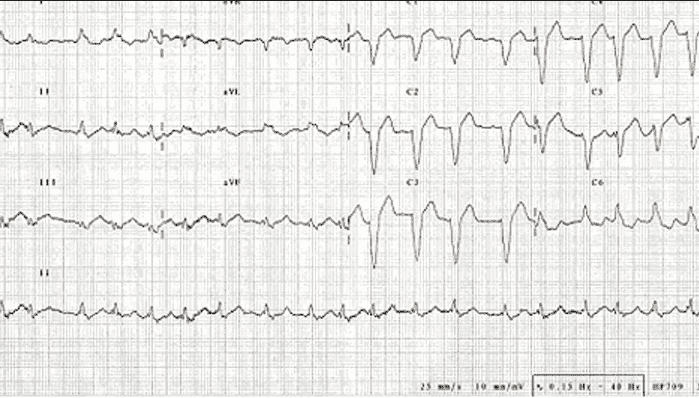 I aVR C1 C4
II aVL C2 C5
III aVF C3 C6
II
25 mm/s 10 mm/mV ~ 0.15 Hz - 40 Hz HP709